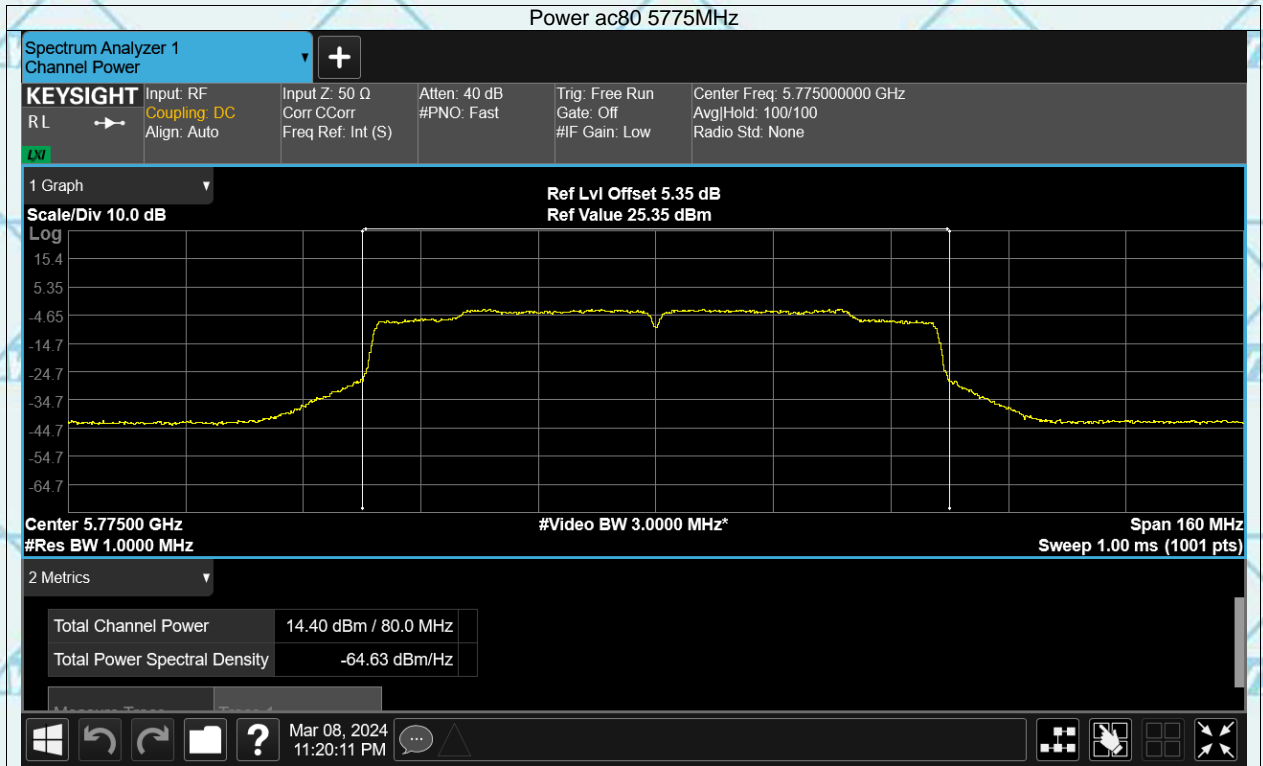 Power ac80 5775MHz
Spectrum Analyzer 1
Channel Power
KEYSIGHT
R L
LXI
Input: RF
Coupling: DC
Align: Auto
Input Z: 50 Ω
Corr CCorr
Freq Ref: Int (S)
Atten: 40 dB
#PNO: Fast
Trig: Free Run
Gate: Off
#IF Gain: Low
Center Freq: 5.775000000 GHz
Avg|Hold: 100/100
Radio Std: None
1 Graph
Scale/Div 10.0 dB
Ref Lvl Offset 5.35 dB
Ref Value 25.35 dBm
Log
15.4
5.35
-4.65
-14.7
-24.7
-34.7
-44.7
-54.7
-64.7
Center 5.77500 GHz
#Video BW 3.0000 MHz*
Span 160 MHz
#Res BW 1.0000 MHz
Sweep 1.00 ms (1001 pts)
2 Metrics
Total Channel Power 14.40 dBm / 80.0 MHz
Total Power Spectral Density -64.63 dBm/Hz
Measure Trace Trace 1
?
Mar 08, 2024
11:20:11 PM